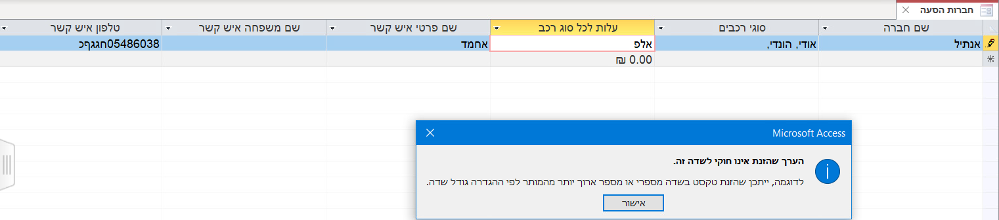 חברות הסעה
שם חברה סוגי רכבים עלות לכל סוג רכב שם פרטי איש קשר שם משפחה איש קשר טלפון איש קשר
אנתיל אודי, הונדי, אלפ אחמד 05486038חגגףכ
0.00 ₪
Microsoft Access
הערך שהזנת אינו חוקי לשדה זה.
לדוגמה, ייתכן שהזנת טקסט בשדה מספרי או מספר ארוך יותר מהמותר לפי ההגדרה גודל שדה.
אישור